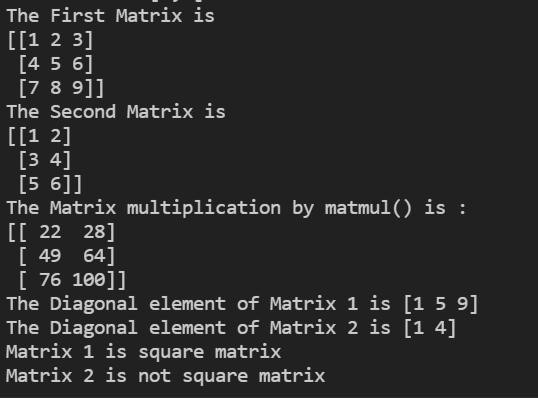 The First Matrix is
[[1 2 3]
 [4 5 6]
 [7 8 9]]
The Second Matrix is
[[1 2]
 [3 4]
 [5 6]]
The Matrix multiplication by matmul() is :
[[ 22  28]
 [ 49  64]
 [ 76 100]]
The Diagonal element of Matrix 1 is [1 5 9]
The Diagonal element of Matrix 2 is [1 4]
Matrix 1 is square matrix
Matrix 2 is not square matrix